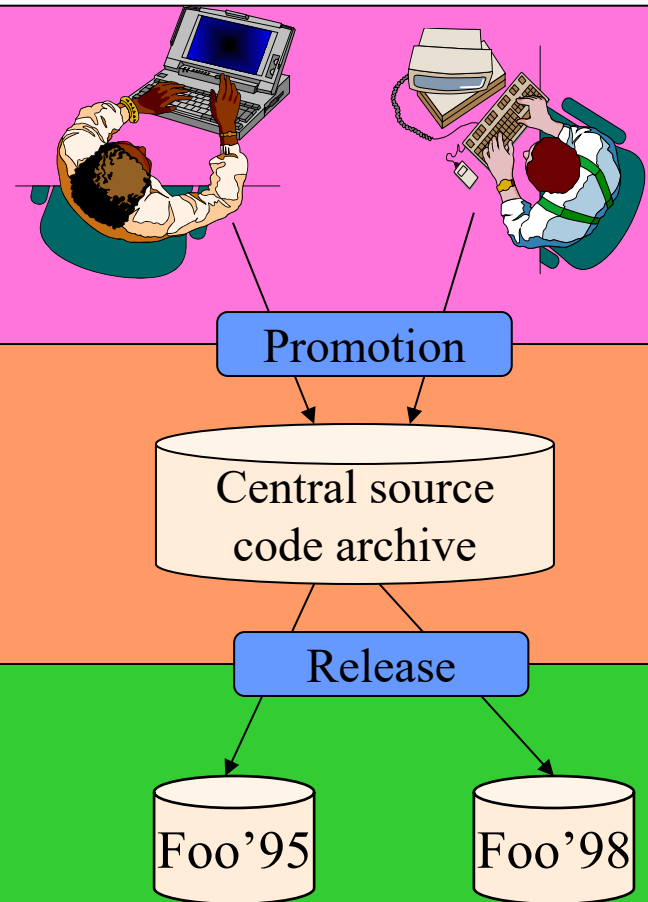 Promotion
Central source
code archive
Release
Foo’95
Foo’98